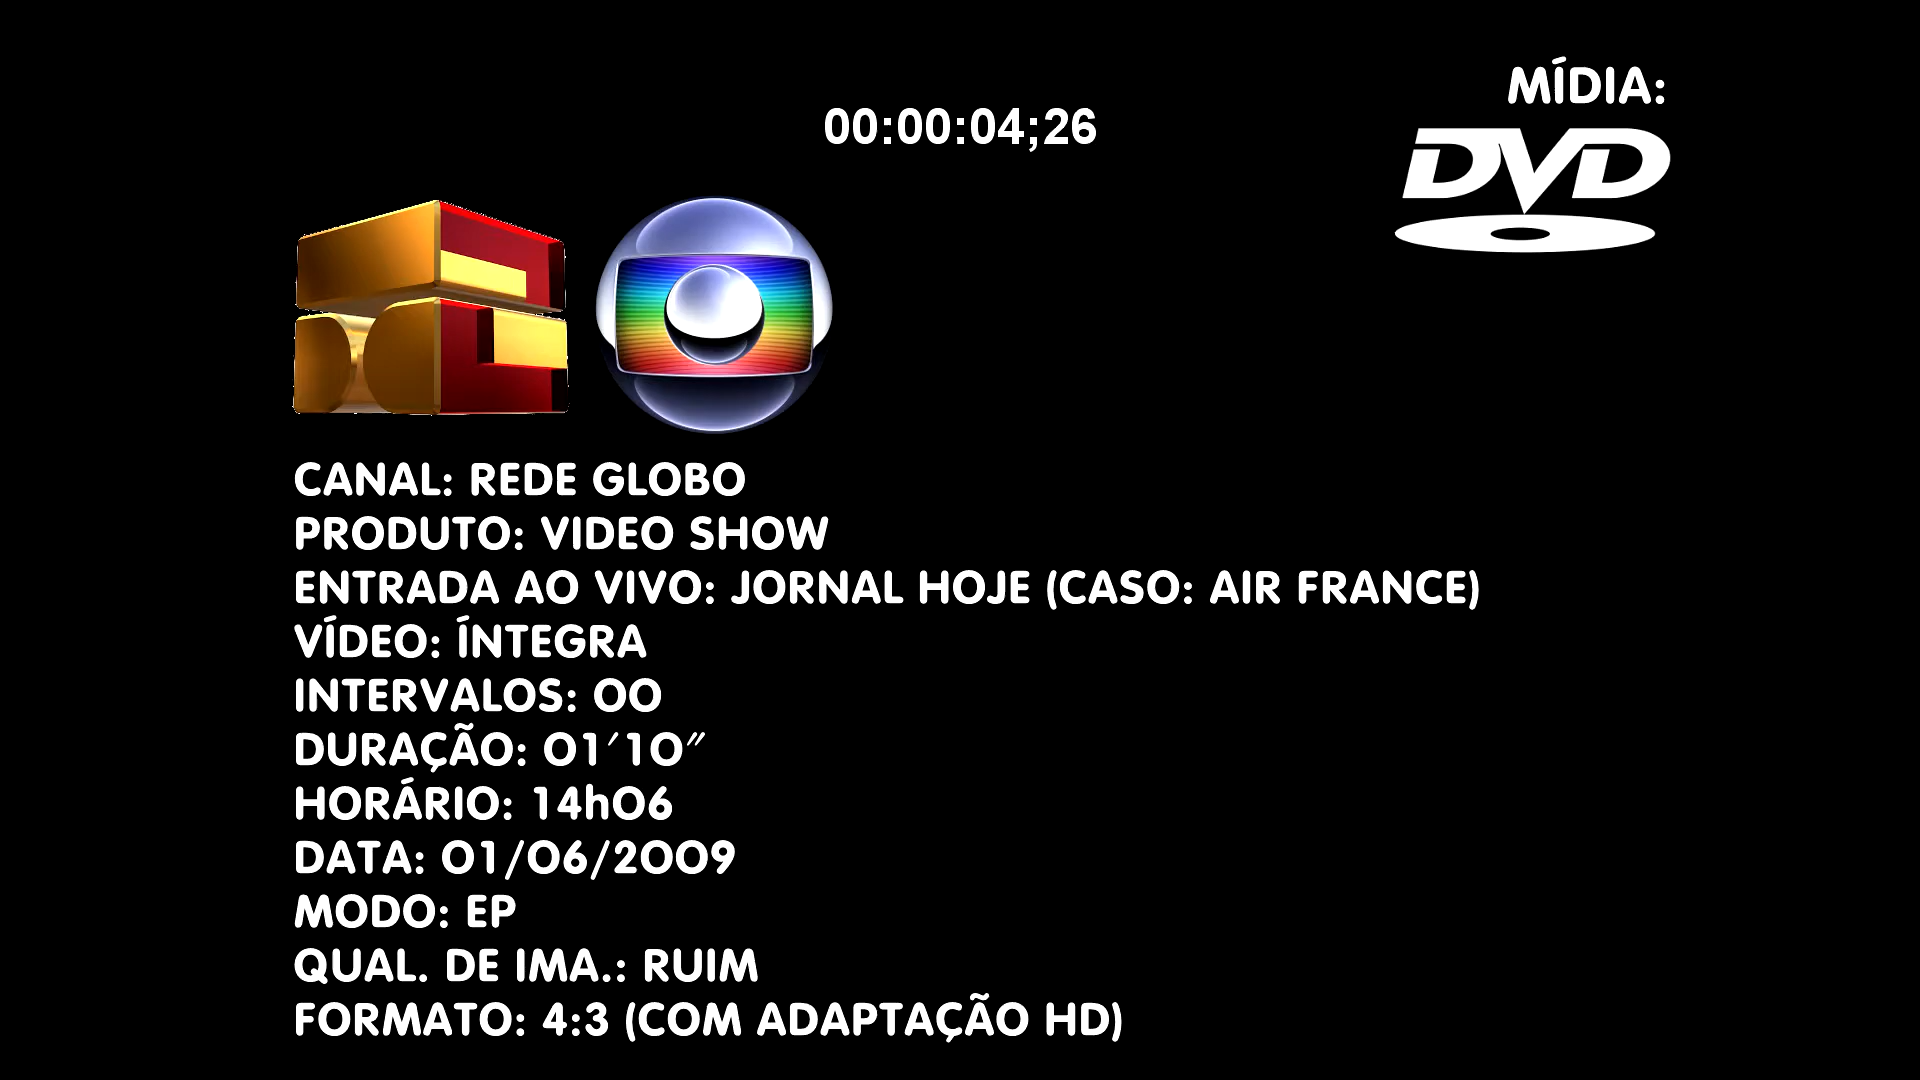 MÍDIA:
00:00:04;26
DVD
CANAL: REDE GLOBO
PRODUTO: VIDEO SHOW
ENTRADA AO VIVO: JORNAL HOJE (CASO: AIR FRANCE)
VÍDEO: ÍNTEGRA
INTERVALOS: 00
DURAÇÃO: 01′10″
HORÁRIO: 14h06
DATA: 01/06/2009
MODO: EP
QUAL. DE IMA.: RUIM
FORMATO: 4:3 (COM ADAPTAÇÃO HD)